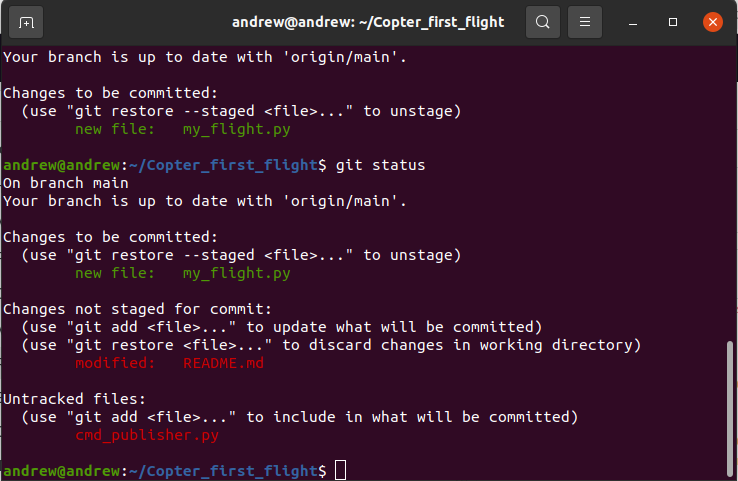 andrew@andrew: ~/Copter_first_flight
Your branch is up to date with 'origin/main'.
Changes to be committed:
  (use "git restore --staged <file>..." to unstage)
        new file:   my_flight.py
andrew@andrew:~/Copter_first_flight$ git status
On branch main
Your branch is up to date with 'origin/main'.
Changes to be committed:
  (use "git restore --staged <file>..." to unstage)
        new file:   my_flight.py
Changes not staged for commit:
  (use "git add <file>..." to update what will be committed)
  (use "git restore <file>..." to discard changes in working directory)
        modified:   README.md
Untracked files:
  (use "git add <file>..." to include in what will be committed)
        cmd_publisher.py
andrew@andrew:~/Copter_first_flight$